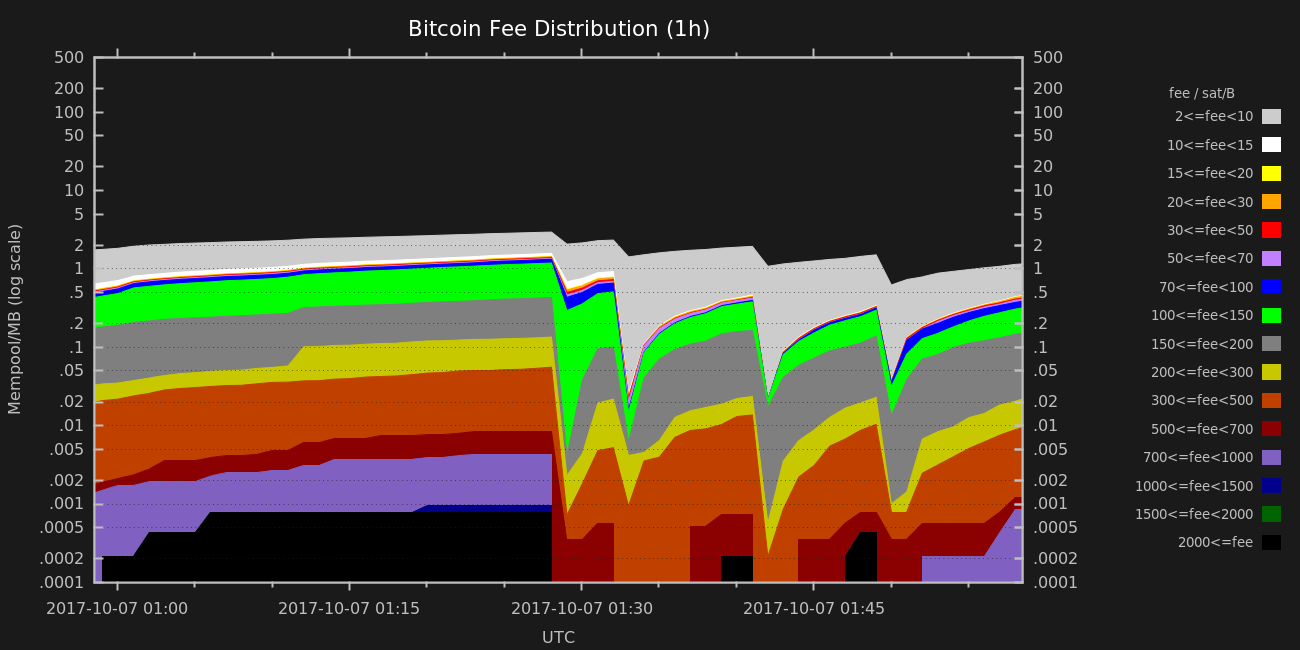 Bitcoin Fee Distribution (1h)
500 500
200 200
100 100
50 50
20 20
10 10
5 5
2 2
1 1
.5 .5
.2 .2
.1 .1
.05 .05
.02 .02
.01 .01
.005 .005
.002 .002
.001 .001
.0005 .0005
.0002 .0002
.0001 .0001
Mempool/MB (log scale)
2017-10-07 01:00 2017-10-07 01:15 2017-10-07 01:30 2017-10-07 01:45
UTC
fee / sat/B
2<=fee<10
10<=fee<15
15<=fee<20
20<=fee<30
30<=fee<50
50<=fee<70
70<=fee<100
100<=fee<150
150<=fee<200
200<=fee<300
300<=fee<500
500<=fee<700
700<=fee<1000
1000<=fee<1500
1500<=fee<2000
2000<=fee